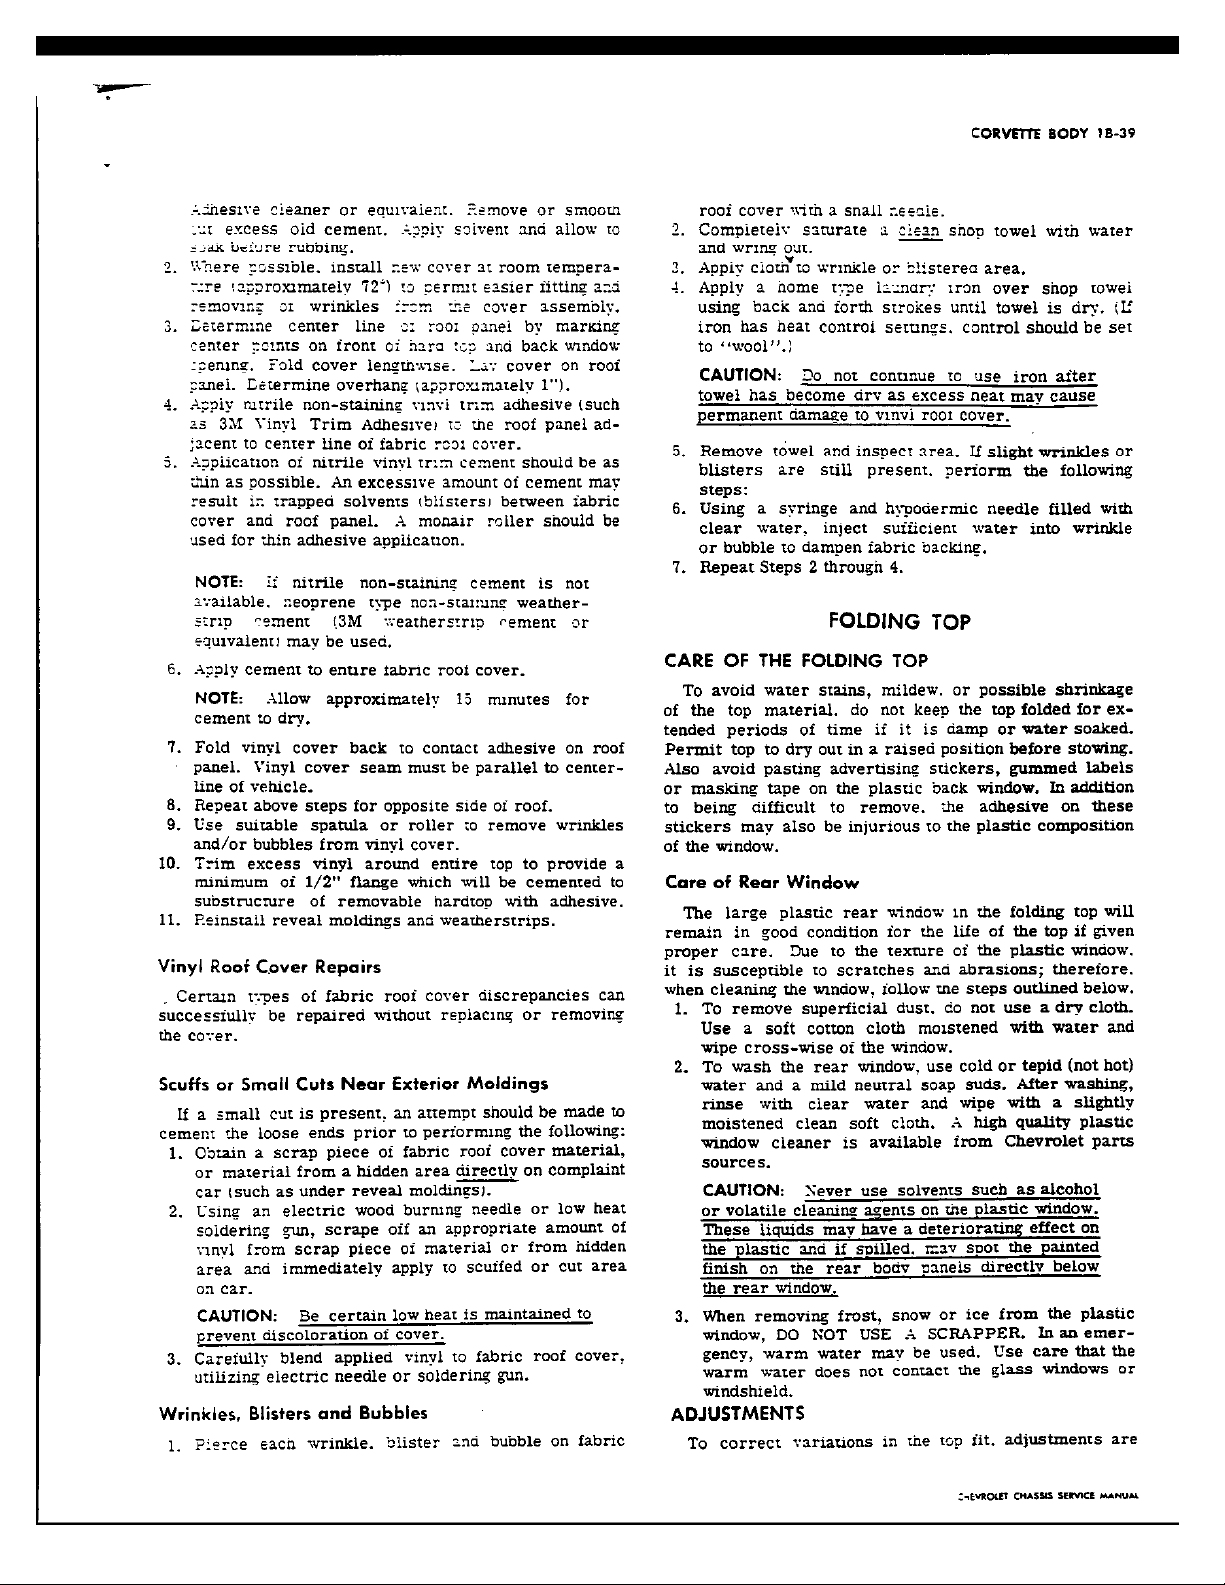 CORVETTE BODY 1B-39
Adhesive cleaner or equivalent. Remove or smooth
out excess old cement. Apply solvent and allow to
soak before rubbing.
2. Where possible, install new cover at room tempera-
ture (approximately 72°) to permit easier fitting and
removing of wrinkles from the cover assembly.
3. Determine center line of roof panel by marking
center points on front of hard top and back window
opening. Fold cover lengthwise. Lay cover on roof
panel. Determine overhang (approximately 1").
4. Apply nitrile non-staining vinyl trim adhesive (such
as 3M Vinyl Trim Adhesive) to the roof panel ad-
jacent to center line of fabric roof cover.
5. Application of nitrile vinyl trim cement should be as
thin as possible. An excessive amount of cement may
result in trapped solvents (blisters) between fabric
cover and roof panel. A monair roller should be
used for thin adhesive application.
NOTE: If nitrile non-staining cement is not
available, neoprene type non-staining weather-
strip cement (3M weatherstrip cement or
equivalent) may be used.
6. Apply cement to entire fabric roof cover.
NOTE: Allow approximately 15 minutes for
cement to dry.
7. Fold vinyl cover back to contact adhesive on roof
panel. Vinyl cover seam must be parallel to center-
line of vehicle.
8. Repeat above steps for opposite side of roof.
9. Use suitable spatula or roller to remove wrinkles
and/or bubbles from vinyl cover.
10. Trim excess vinyl around entire top to provide a
minimum of 1/2" flange which will be cemented to
substructure of removable hardtop with adhesive.
11. Reinstall reveal moldings and weatherstrips.
Vinyl Roof Cover Repairs
Certain types of fabric roof cover discrepancies can
successfully be repaired without replacing or removing
the cover.
Scuffs or Small Cuts Near Exterior Moldings
If a small cut is present, an attempt should be made to
cement the loose ends prior to performing the following:
1. Obtain a scrap piece of fabric roof cover material,
or material from a hidden area directly on complaint
car (such as under reveal moldings).
2. Using an electric wood burning needle or low heat
soldering gun, scrape off an appropriate amount of
vinyl from scrap piece of material or from hidden
area and immediately apply to scuffed or cut area
on car.
CAUTION: Be certain low heat is maintained to
prevent discoloration of cover.
3. Carefully blend applied vinyl to fabric roof cover,
utilizing electric needle or soldering gun.
Wrinkles, Blisters and Bubbles
1. Pierce each wrinkle, blister and bubble on fabric
roof cover with a snall needle.
2. Completely saturate a clean shop towel with water
and wring out.
3. Apply cloth to wrinkle or blistered area.
4. Apply a home type laundry iron over shop towel
using back and forth strokes until towel is dry. (If
iron has heat control settings, control should be set
to "wool".)
CAUTION: Do not continue to use iron after
towel has become dry as excess heat may cause
permanent damage to vinyl roof cover.
5. Remove towel and inspect area. If slight wrinkles or
blisters are still present, perform the following
steps:
6. Using a syringe and hypodermic needle filled with
clear water, inject sufficient water into wrinkle
or bubble to dampen fabric backing.
7. Repeat Steps 2 through 4.
FOLDING TOP
CARE OF THE FOLDING TOP
To avoid water stains, mildew, or possible shrinkage
of the top material, do not keep the top folded for ex-
tended periods of time if it is damp or water soaked.
Permit top to dry out in a raised position before stowing.
Also avoid pasting advertising stickers, gummed labels
or masking tape on the plastic back window. In addition
to being difficult to remove, the adhesive on these
stickers may also be injurious to the plastic composition
of the window.
Care of Rear Window
The large plastic rear window in the folding top will
remain in good condition for the life of the top if given
proper care. Due to the texture of the plastic window,
it is susceptible to scratches and abrasions; therefore,
when cleaning the window, follow the steps outlined below.
1. To remove superficial dust, do not use a dry cloth.
Use a soft cotton cloth moistened with water and
wipe cross-wise of the window.
2. To wash the rear window, use cold or tepid (not hot)
water and a mild neutral soap suds. After washing,
rinse with clear water and wipe with a slightly
moistened clean soft cloth. A high quality plastic
window cleaner is available from Chevrolet parts
sources.
CAUTION: Never use solvents such as alcohol
or volatile cleaning agents on the plastic window.
These liquids may have a deteriorating effect on
the plastic and if spilled, may spot the painted
finish on the rear body panels directly below
the rear window.
3. When removing frost, snow or ice from the plastic
window, DO NOT USE A SCRAPPER. In an emer-
gency, warm water may be used. Use care that the
warm water does not contact the glass windows or
windshield.
ADJUSTMENTS
To correct variations in the top fit, adjustments are
CHEVROLET CHASSIS SERVICE MANUAL